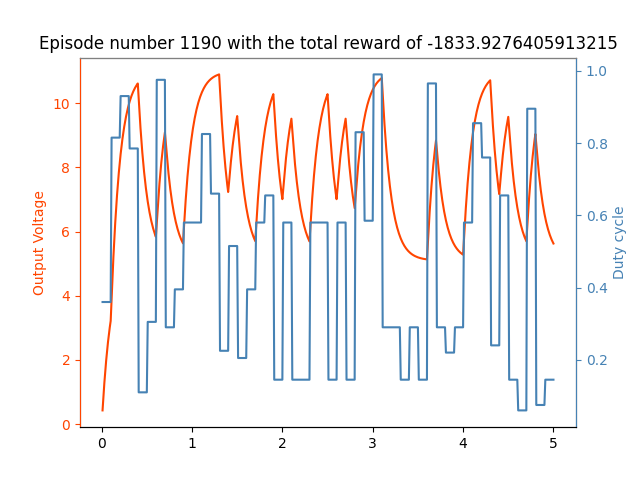 Episode number 1190 with the total reward of -1833.9276405913215
Output Voltage
10
8
6
4
2
0
0 1 2 3 4 5
1.0
0.8
0.6
0.4
0.2
Duty cycle